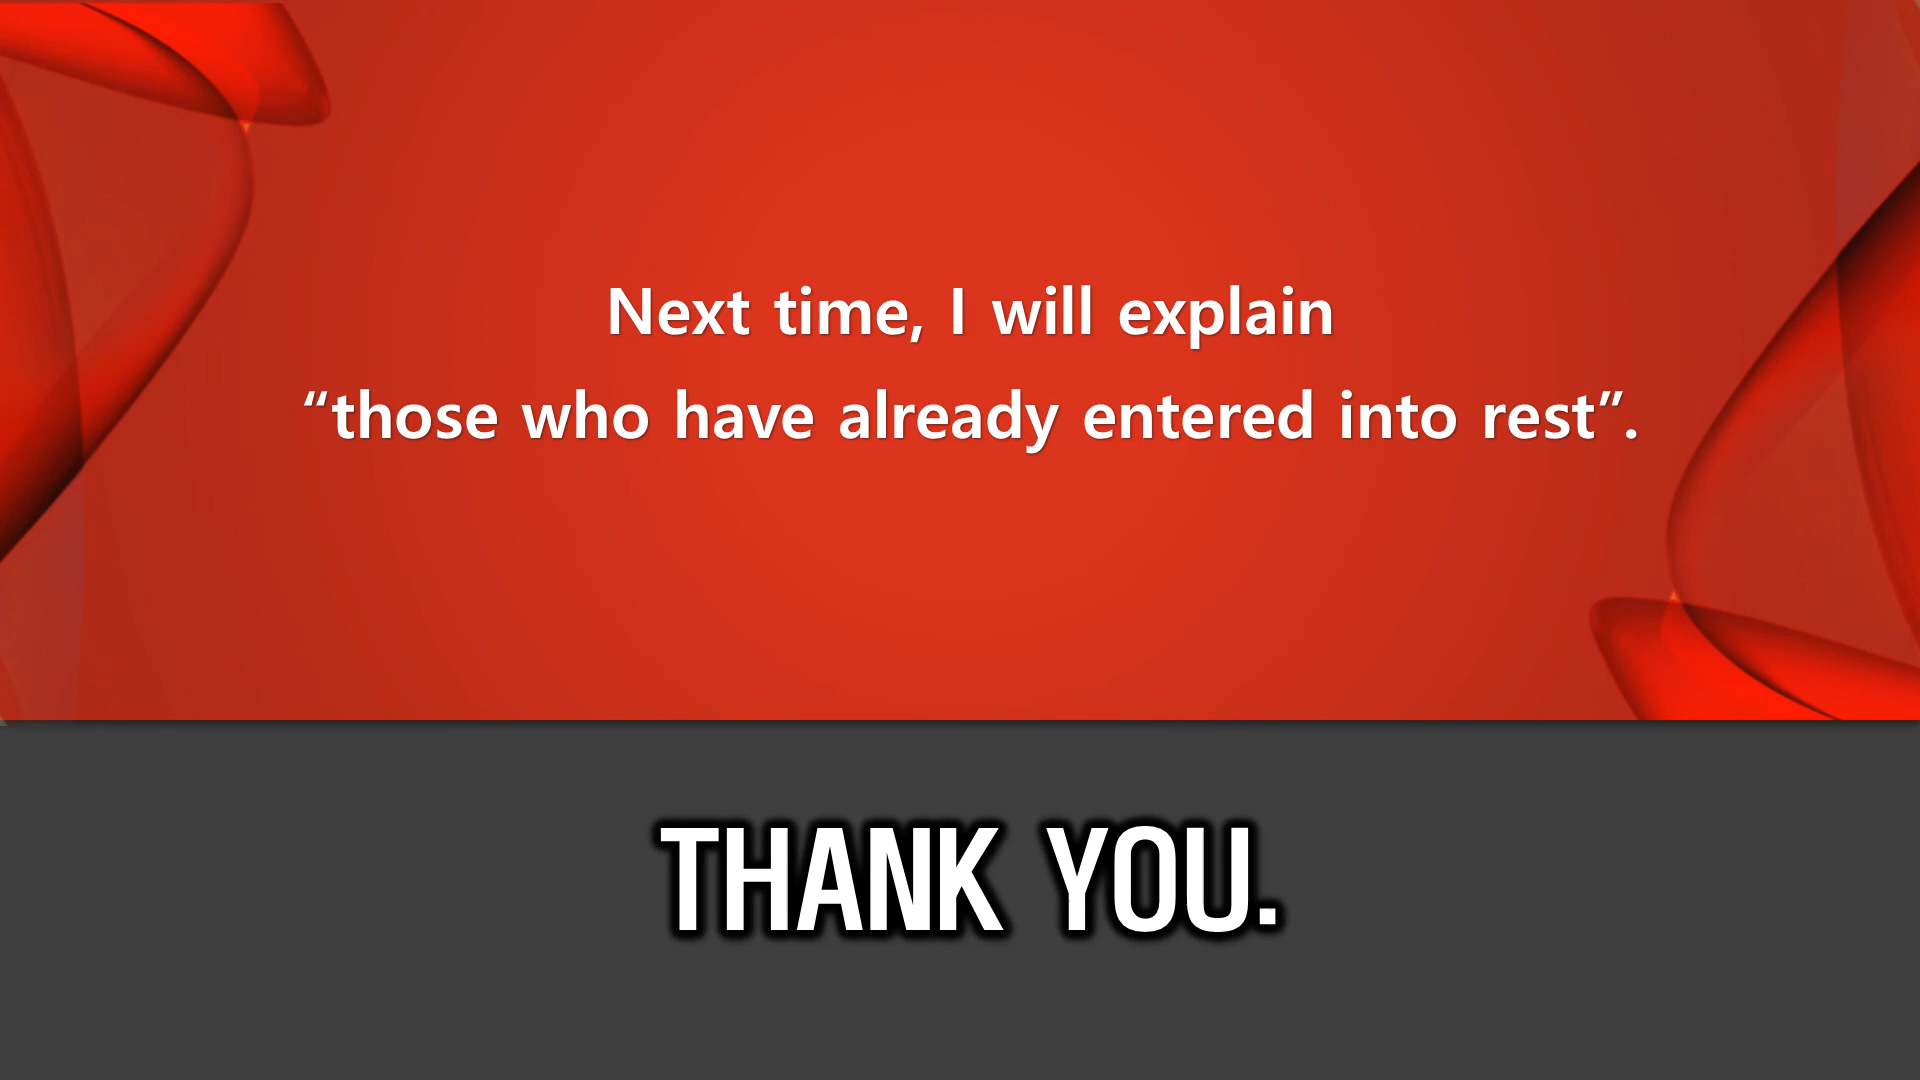 Next time, I will explain
“those who have already entered into rest”.
THANK YOU.